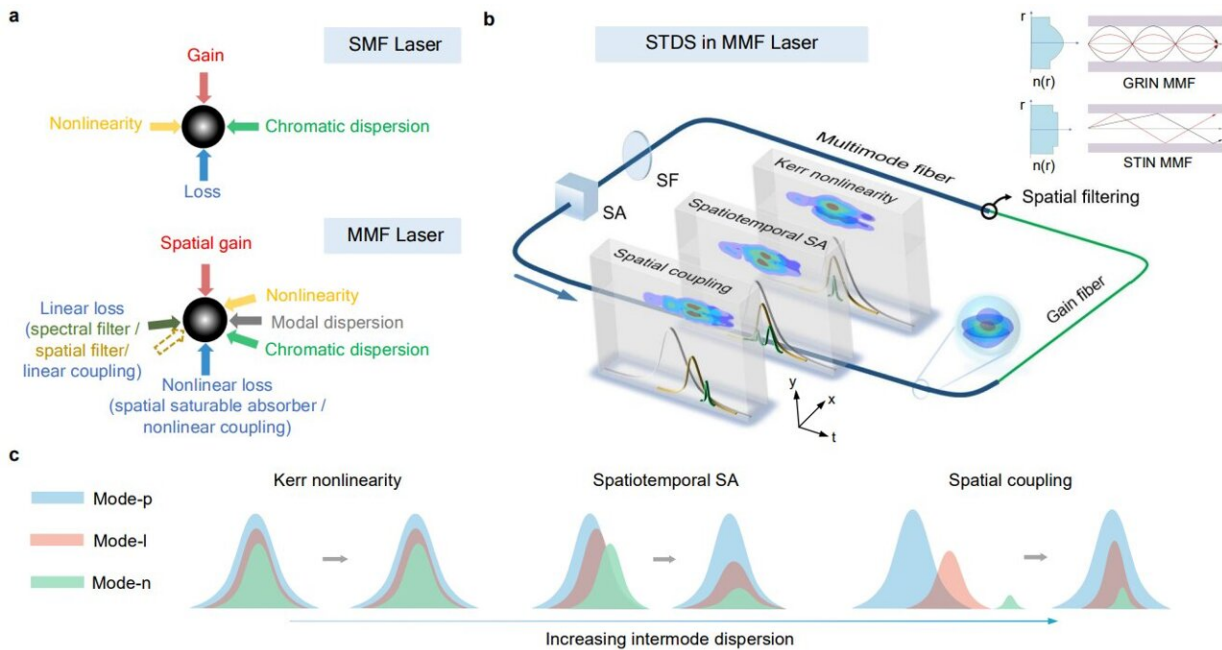 a
SMF Laser
Gain
Nonlinearity
Chromatic dispersion
Loss
MMF Laser
Spatial gain
Linear loss
(spectral filter /
spatial filter/
linear coupling)
Nonlinearity
Modal dispersion
Chromatic dispersion
Nonlinear loss
(spatial saturable absorber /
nonlinear coupling)
b
STDS in MMF Laser
r
n(r)
GRIN MMF
r
n(r)
STIN MMF
Multimode fiber
SF
SA
Kerr nonlinearity
Spatiotemporal SA
Spatial coupling
Spatial filtering
Gain fiber
y
x
t
c
Mode-p
Mode-l
Mode-n
Kerr nonlinearity
Spatiotemporal SA
Spatial coupling
Increasing intermode dispersion